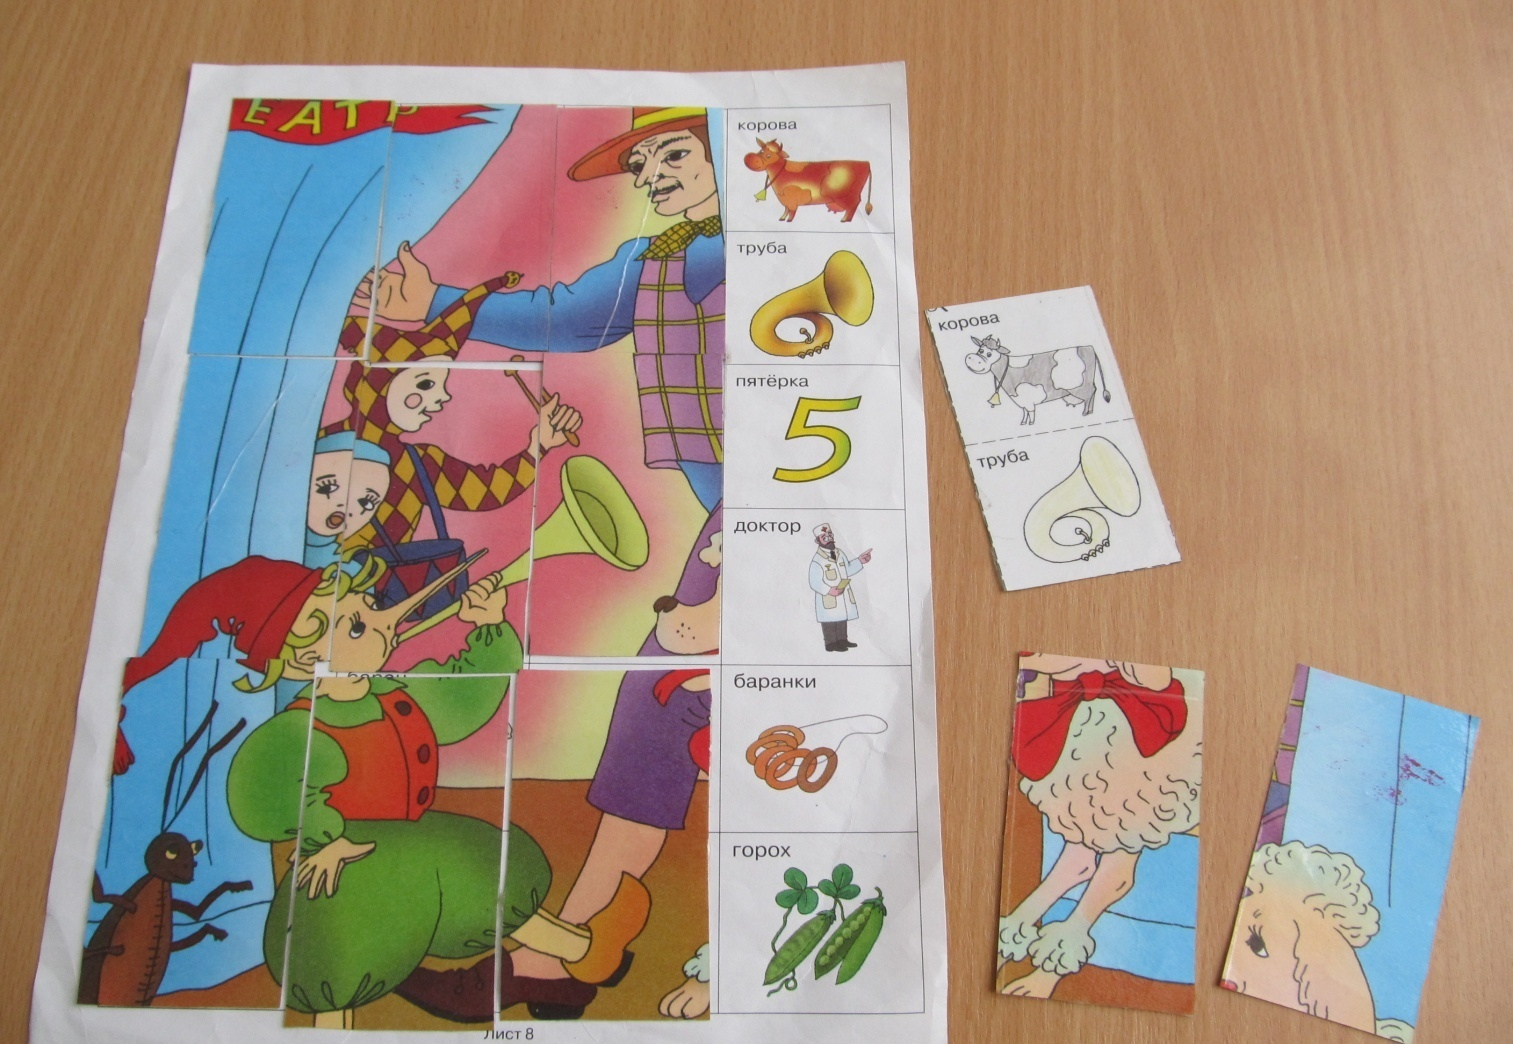 ЕАТР
корова
труба
пятёрка
5
доктор
баранки
горох
Лист 8
корова
труба